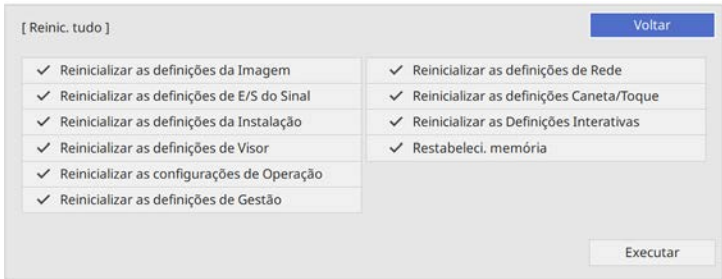 [ Reinic. tudo ]
Voltar
Reinicializar as definições da Imagem
Reinicializar as definições de E/S do Sinal
Reinicializar as definições da Instalação
Reinicializar as definições de Visor
Reinicializar as configurações de Operação
Reinicializar as definições de Gestão
Reinicializar as definições de Rede
Reinicializar as definições Caneta/Toque
Reinicializar as Definições Interativas
Restabeleci. memória
Executar